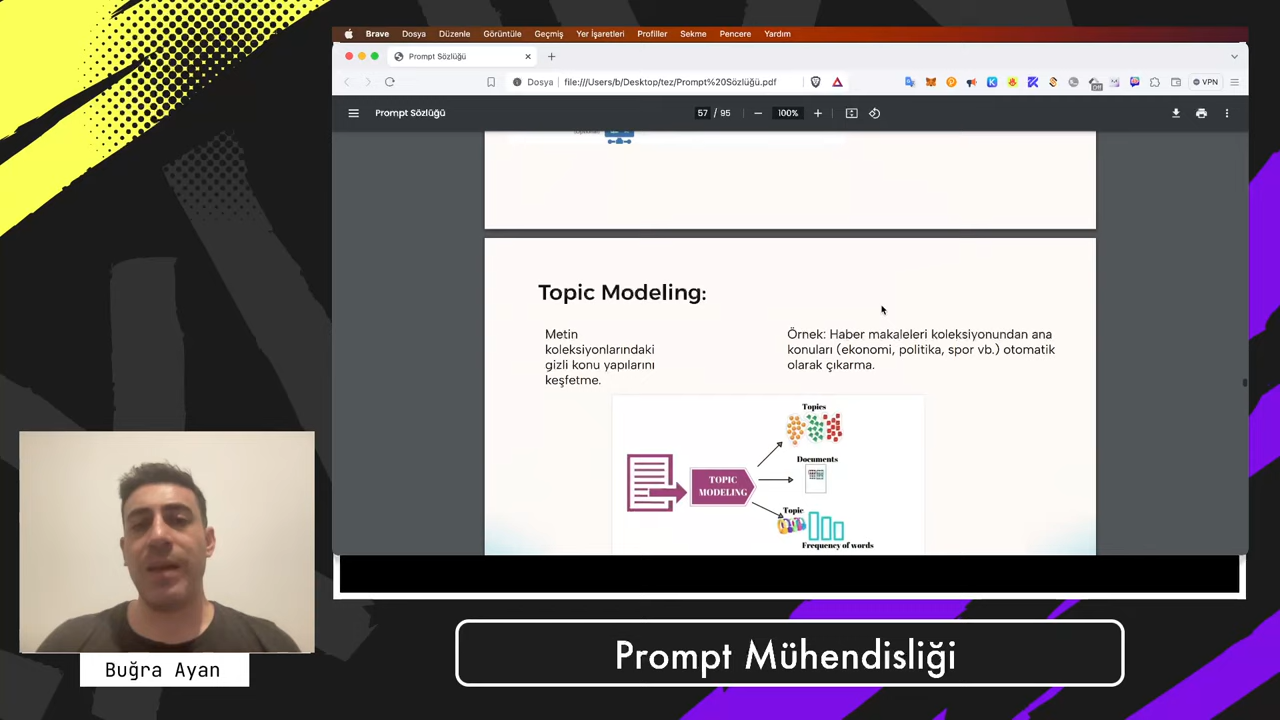 Brave Dosya Düzenle Görüntüle Geçmiş Yer İşaretleri Profiller Sekme Pencere Yardım
Prompt Sözlüğü
Dosya file:///Users/b/Desktop/tez/Prompt%20Sözlüğü.pdf
Off
VPN
Prompt Sözlüğü
57 / 95
100%
Topic Modeling:
Metin
koleksiyonlarındaki
gizli konu yapılarını
keşfetme.
Örnek: Haber makaleleri koleksiyonundan ana
konuları (ekonomi, politika, spor vb.) otomatik
olarak çıkarma.
Topics
Documents
TOPIC
MODELING
Topic
Frequency of words
Buğra Ayan
Prompt Mühendisliği